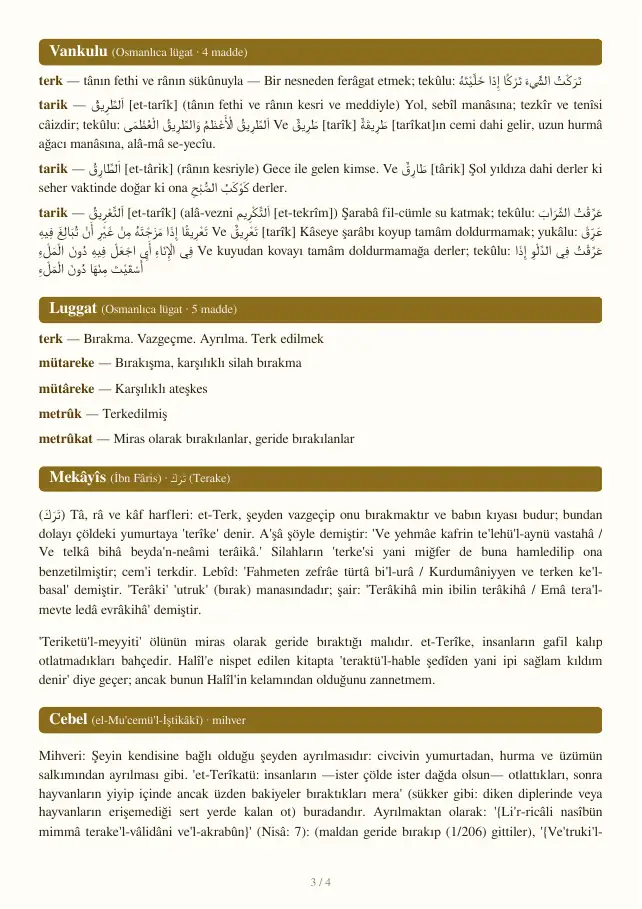 Vankulu (Osmanlıca lügat · 4 madde)
terk — tânın fethi ve rânın sükûnuyla — Bir nesneden ferâgat etmek; tekûlu: تَرَكْتُ الشَّيءَ تَرْكًا إِذَا خَلَّيْتَهُ
tarik — اَلطَّرِيقُ [et-tarîk] (tânın fethi ve rânın kesri ve meddiyle) Yol, sebîl manâsına; tezkîr ve tenîsi
câizdir; tekûlu: اَلطَّرِيقُ الْأَعْظَمُ وَالطَّرِيقُ الْعُظْمَى Ve طَرِيقٌ [tarîk] طَرِيقَةٌ [tarîkat]ın cemi dahi gelir, uzun hurmâ
ağacı manâsına, alâ-mâ se-yecîu.
tarik — اَلطَّارِقُ [et-târik] (rânın kesriyle) Gece ile gelen kimse. Ve طَارِقٌ [târik] Şol yıldıza dahi derler ki
seher vaktinde doğar ki ona كَوْكَبُ الصُّبْحِ derler.
tarik — اَلتَّعْرِيقُ [et-tarîk] (alâ-vezni اَلتَّكْرِيمِ [et-tekrîm]) Şarabâ fil-cümle su katmak; tekûlu: عَرَّقْتُ الشَّرَابَ
تَعْرِيقًا إِذَا مَزَجْتَهُ مِنْ غَيْرِ أَنْ تُبَالِغَ فِيهِ Ve تَعْرِيقٌ [tarîk] Kâseye şarâbı koyup tamâm doldurmamak; yukâlu: عَرَّقَ
فِي الْإِنَاءِ أَيِ اجْعَلْ فِيهِ دُونَ الْمَلْءِ Ve kuyudan kovayı tamâm doldurmamağa derler; tekûlu: عَرَّقْتُ فِي الدَّلْوِ إِذَا
أَسْقَيْتَ مِنْهَا دُونَ الْمَلْءِ
Luggat (Osmanlıca lügat · 5 madde)
terk — Bırakma. Vazgeçme. Ayrılma. Terk edilmek
mütareke — Bırakışma, karşılıklı silah bırakma
mütâreke — Karşılıklı ateşkes
metrûk — Terkedilmiş
metrûkat — Miras olarak bırakılanlar, geride bırakılanlar
Mekâyîs (İbn Fâris) · تَرَكَ (Terake)
(تَرَكَ) Tâ, râ ve kâf harfleri: et-Terk, şeyden vazgeçip onu bırakmaktır ve babın kıyası budur; bundan
dolayı çöldeki yumurtaya 'terîke' denir. A'şâ şöyle demiştir: 'Ve yehmâe kafrin te'lehü'l-aynü vastahâ /
Ve telkâ bihâ beyda'n-neâmi terâikâ.' Silahların 'terke'si yani miğfer de buna hamledilip ona
benzetilmiştir; cem'i terkdir. Lebîd: 'Fahmeten zefrâe türtâ bi'l-urâ / Kurdumâniyyen ve terken ke'l-
basal' demiştir. 'Terâki' 'utruk' (bırak) manasındadır; şair: 'Terâkihâ min ibilin terâkihâ / Emâ tera'l-
mevte ledâ evrâkihâ' demiştir.
'Teriketü'l-meyyiti' ölünün miras olarak geride bıraktığı malıdır. et-Terîke, insanların gafil kalıp
otlatmadıkları bahçedir. Halîl'e nispet edilen kitapta 'teraktü'l-hable şedîden yani ipi sağlam kıldım
denir' diye geçer; ancak bunun Halîl'in kelamından olduğunu zannetmem.
Cebel (el-Mu'cemü'l-İştikâkî) · mihver
Mihveri: Şeyin kendisine bağlı olduğu şeyden ayrılmasıdır: civcivin yumurtadan, hurma ve üzümün
salkımından ayrılması gibi. 'et-Terîkatü: insanların —ister çölde ister dağda olsun— otlattıkları, sonra
hayvanların yiyip içinde ancak üzden bakiyeler bıraktıkları mera' (sükker gibi: diken diplerinde veya
hayvanların erişemediği sert yerde kalan ot) buradandır. Ayrılmaktan olarak: '{Li'r-ricâli nasîbün
mimmâ terake'l-vâlidâni ve'l-akrabûn}' (Nisâ: 7): (maldan geride bırakıp (1/206) gittiler), '{Ve'truki'l-
3 / 4